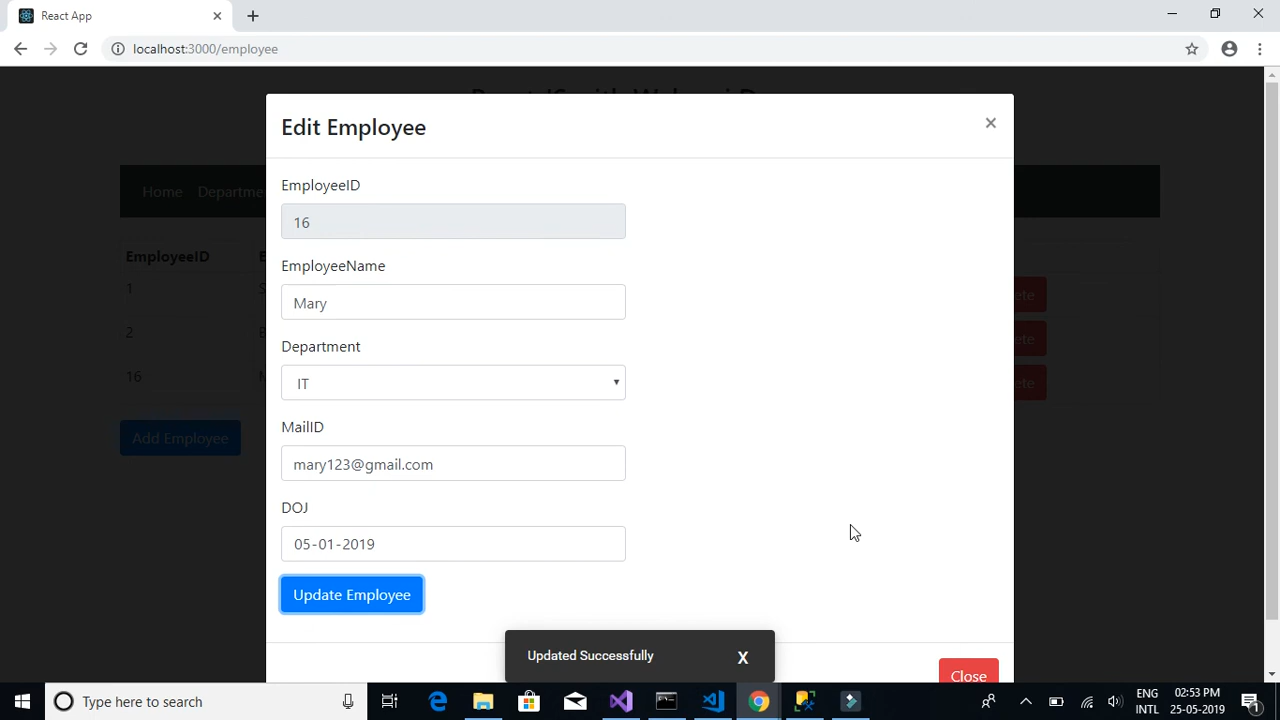 React App
localhost:3000/employee
Edit Employee
×
EmployeeID
16
EmployeeName
Mary
Department
IT
MailID
mary123@gmail.com
DOJ
05-01-2019
Update Employee
Updated Successfully X
Close
Home
EmployeeID
1
2
16
Add Employee
Type here to search
ENG
INTL
02:53 PM
25-05-2019
1